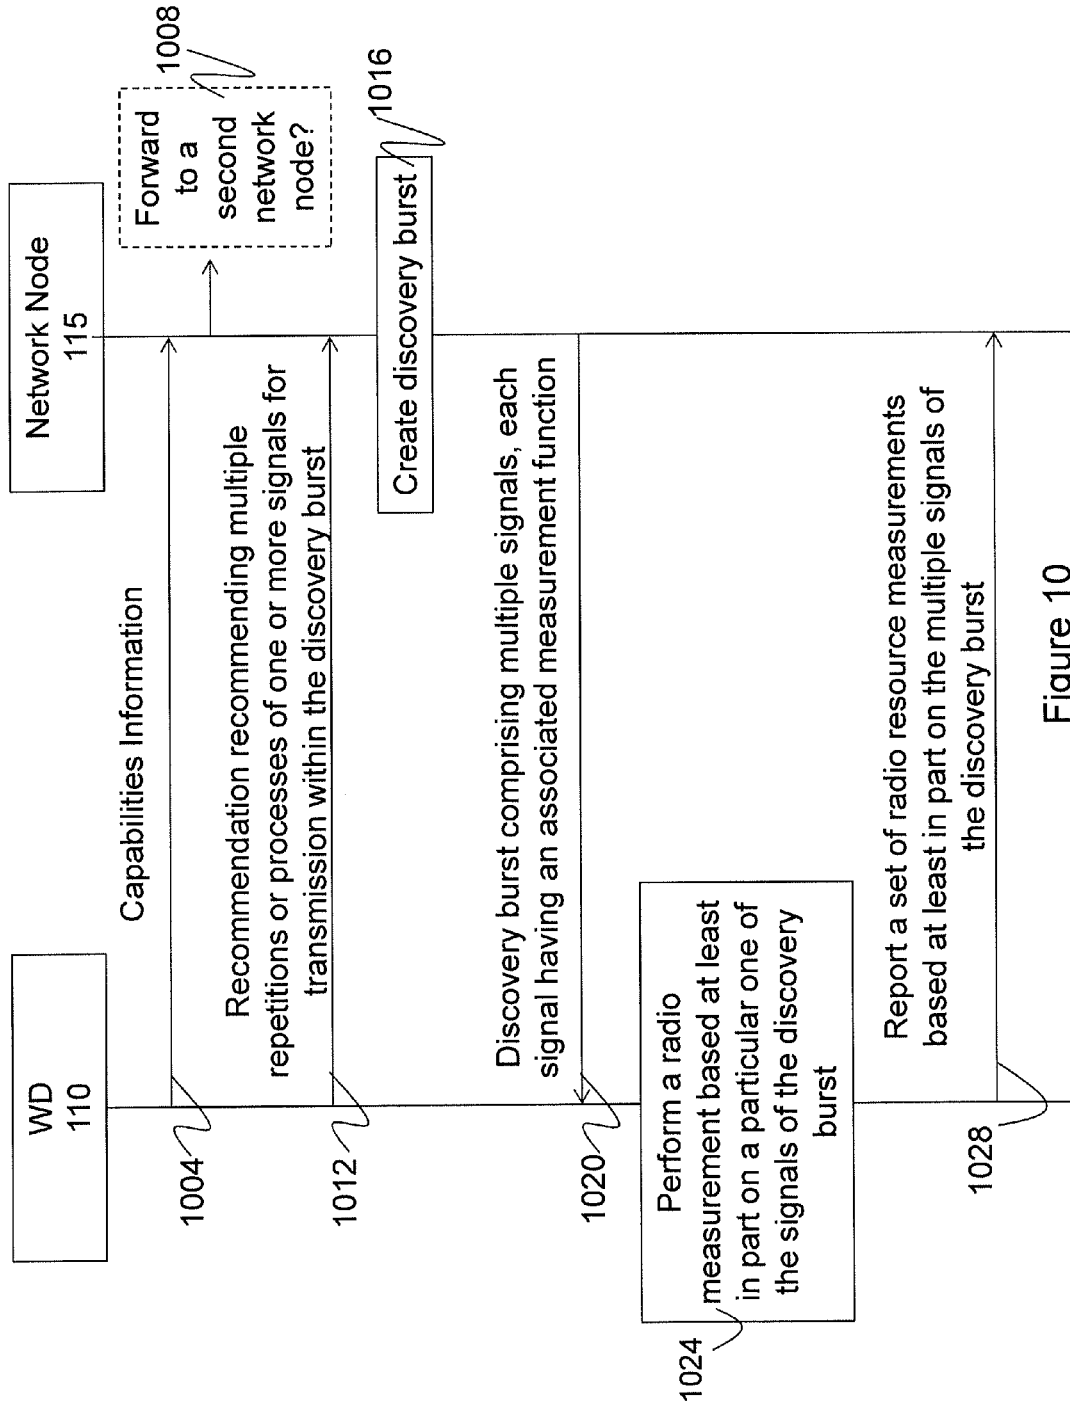 WD
110
Network Node
115
Capabilities Information
1004
Forward
to a
second
network
node?
1008
Recommendation recommending multiple
repetitions or processes of one or more signals for
transmission within the discovery burst
1012
Create discovery burst
1016
Discovery burst comprising multiple signals, each
signal having an associated measurement function
1020
Perform a radio
measurement based at least
in part on a particular one of
the signals of the discovery
burst
1024
Report a set of radio resource measurements
based at least in part on the multiple signals of
the discovery burst
1028
Figure 10